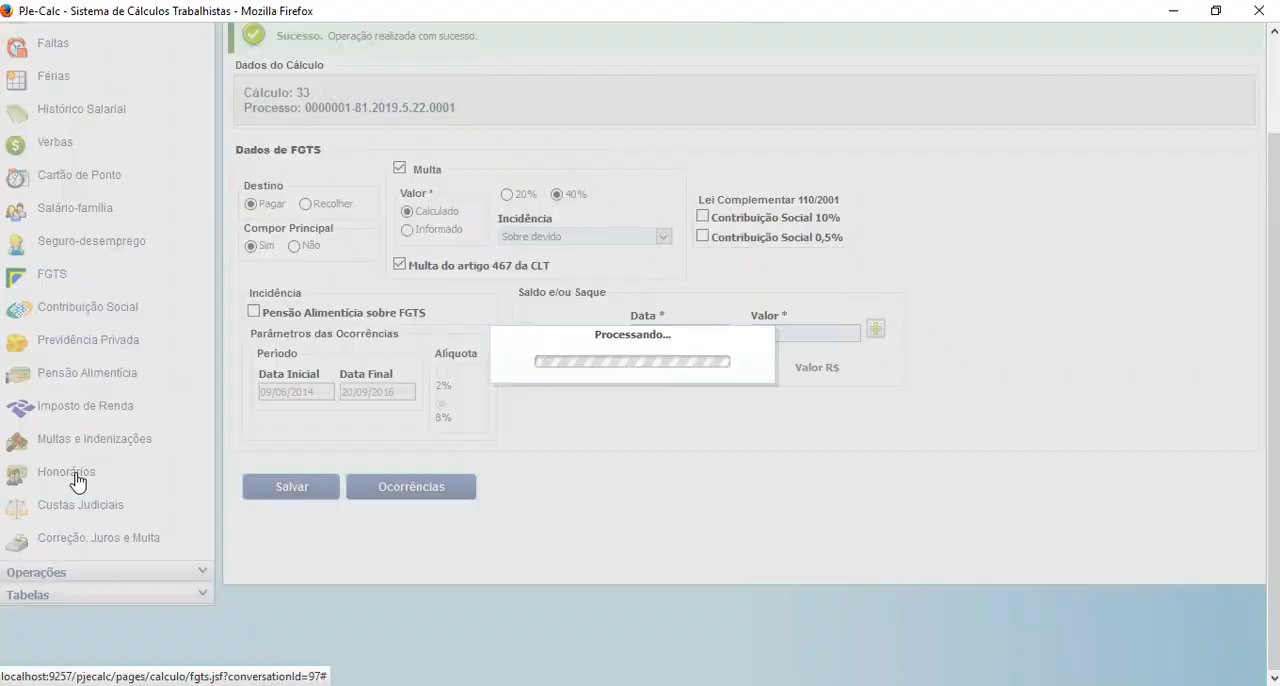 PJe-Calc - Sistema de Cálculos Trabalhistas - Mozilla Firefox
Faltas
Férias
Histórico Salarial
Verbas
Cartão de Ponto
Salário-família
Seguro-desemprego
FGTS
Contribuição Social
Previdência Privada
Pensão Alimentícia
Imposto de Renda
Multas e Indenizações
Honorários
Custas Judiciais
Correção, Juros e Multa
Operações
Tabelas
Sucesso. Operação realizada com sucesso.
Dados do Cálculo
Cálculo: 33
Processo: 0000001-81.2019.5.22.0001
Dados de FGTS
Destino
Pagar Recolher
Compor Principal
Sim Não
Multa
Valor *
Calculado
Informado
20% 40%
Incidência
Sobre devido
Multa do artigo 467 da CLT
Lei Complementar 110/2001
Contribuição Social 10%
Contribuição Social 0,5%
Incidência
Pensão Alimentícia sobre FGTS
Parâmetros das Ocorrências
Período
Data Inicial Data Final
09/06/2014 20/09/2016
Alíquota
2%
8%
Saldo e/ou Saque
Data * Valor *
Valor R$
Processando...
Salvar Ocorrências
localhost:9257/pjecalc/pages/calculo/fgts.jsf?conversationId=97#